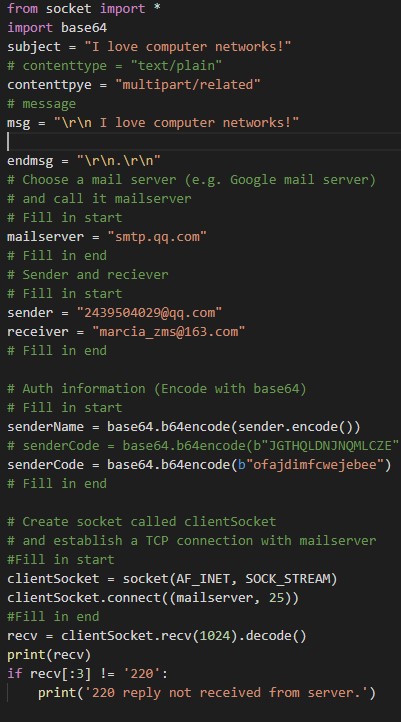 from socket import *
import base64
subject = "I love computer networks!"
# contenttype = "text/plain"
contenttpye = "multipart/related"
# message
msg = "\r\n I love computer networks!"
endmsg = "\r\n.\r\n"
# Choose a mail server (e.g. Google mail server)
# and call it mailserver
# Fill in start
mailserver = "smtp.qq.com"
# Fill in end
# Sender and reciever
# Fill in start
sender = "2439504029@qq.com"
receiver = "marcia_zms@163.com"
# Fill in end
# Auth information (Encode with base64)
# Fill in start
senderName = base64.b64encode(sender.encode())
# senderCode = base64.b64encode(b"JGTHQLDNJNQMLCZE"
senderCode = base64.b64encode(b"ofajdimfcwejebee")
# Fill in end
# Create socket called clientSocket
# and establish a TCP connection with mailserver
#Fill in start
clientSocket = socket(AF_INET, SOCK_STREAM)
clientSocket.connect((mailserver, 25))
#Fill in end
recv = clientSocket.recv(1024).decode()
print(recv)
if recv[:3] != '220':
    print('220 reply not received from server.')